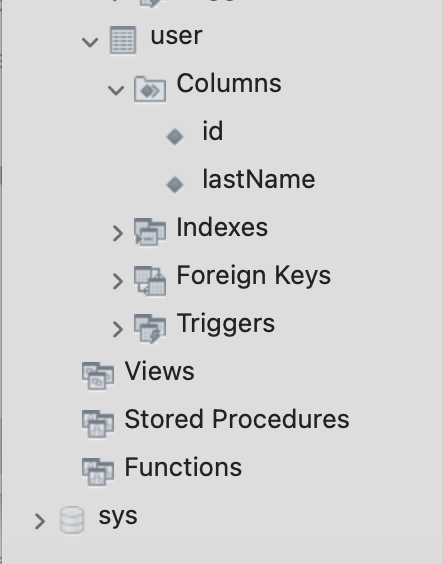 user
Columns
id
lastName
Indexes
Foreign Keys
Triggers
Views
Stored Procedures
Functions
sys